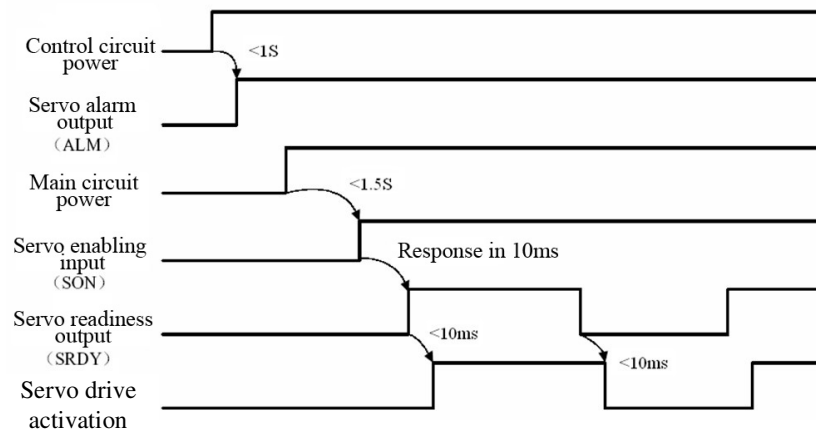 Control circuit
power
<1S
Servo alarm
output
（ALM）
Main circuit
power
<1.5S
Servo enabling
input
（SON）
Response in 10ms
Servo readiness
output
（SRDY）
<10ms
<10ms
Servo drive
activation